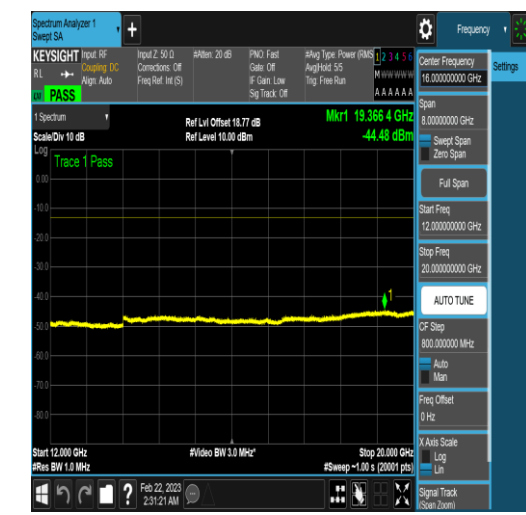 Spectrum Analyzer 1
Swept SA
+
Frequency
KEYSIGHT
RL
PASS
Input: RF
Coupling: DC
Align: Auto
Input Z: 50 Ω
Corrections: Off
Freq Ref: Int (S)
#Atten: 20 dB
PNO: Fast
Gate: Off
IF Gain: Low
Sig Track: Off
#Avg Type: Power (RMS
Avg|Hold: 5/5
Trig: Free Run
1 2 3 4 5 6
M W W W W W
A A A A A A
1 Spectrum
Scale/Div 10 dB
Ref Lvl Offset 18.77 dB
Ref Level 10.00 dBm
Mkr1 19.366 4 GHz
-44.48 dBm
Log
Trace 1 Pass
0.00
-10.0
-20.0
-30.0
-40.0
-50.0
-60.0
-70.0
-80.0
1
Start 12.000 GHz
#Res BW 1.0 MHz
#Video BW 3.0 MHz*
Stop 20.000 GHz
#Sweep ~1.00 s (20001 pts)
?
Feb 22, 2023
2:31:21 AM
Center Frequency
16.000000000 GHz
Settings
Span
8.00000000 GHz
Swept Span
Zero Span
Full Span
Start Freq
12.000000000 GHz
Stop Freq
20.000000000 GHz
AUTO TUNE
CF Step
800.000000 MHz
Auto
Man
Freq Offset
0 Hz
X Axis Scale
Log
Lin
Signal Track
(Span Zoom)